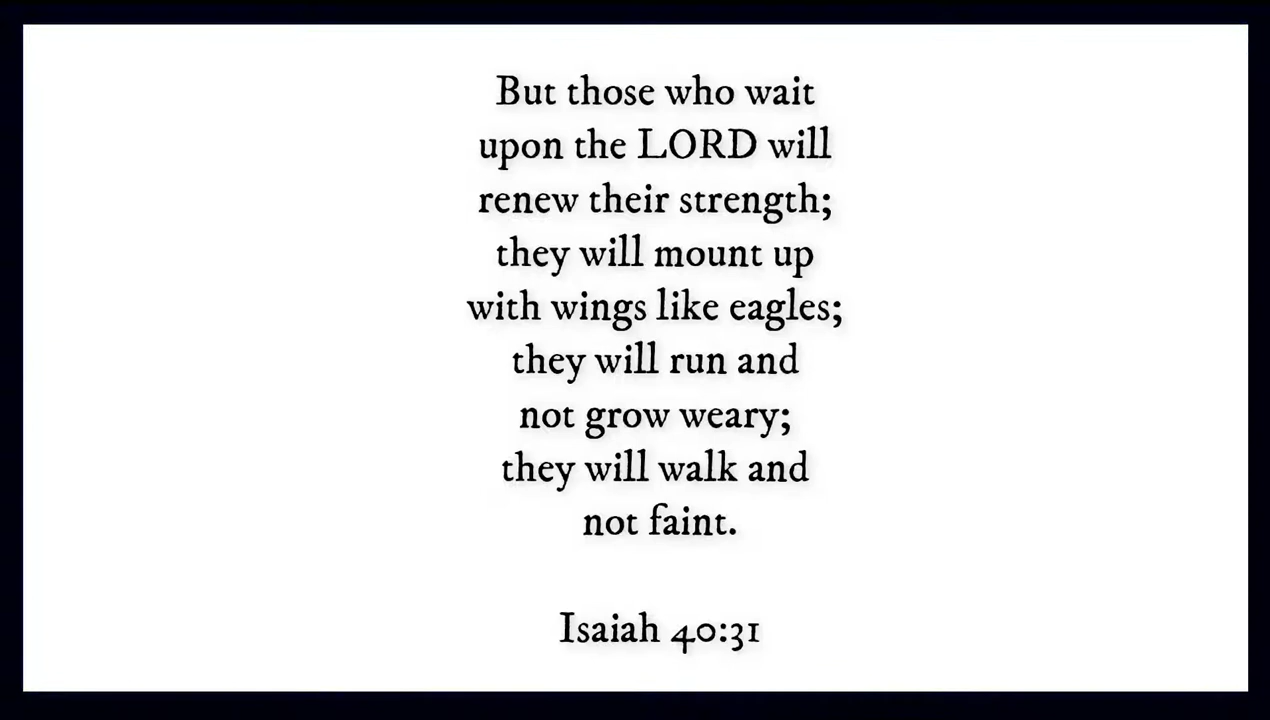 But those who wait
upon the LORD will
renew their strength;
they will mount up
with wings like eagles;
they will run and
not grow weary;
they will walk and
not faint.
Isaiah 40:31